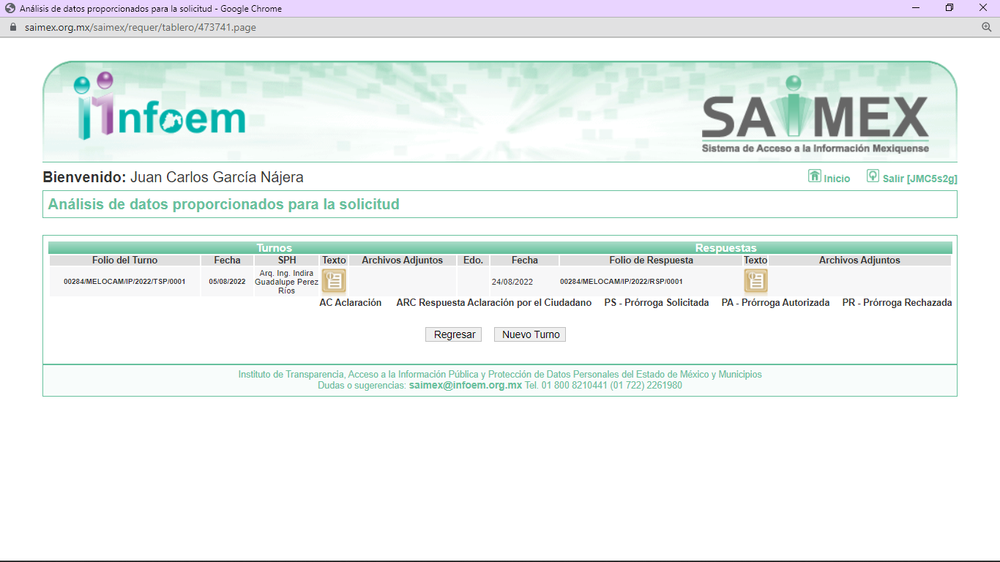 Análisis de datos proporcionados para la solicitud - Google Chrome
saimex.org.mx/saimex/requer/tablero/473741.page
infoem
SAIMEX
Sistema de Acceso a la Información Mexiquense
Bienvenido: Juan Carlos García Nájera
Inicio Salir [JMC5s2g]
Análisis de datos proporcionados para la solicitud
Turnos Respuestas
Folio del Turno Fecha SPH Texto Archivos Adjuntos Edo. Fecha Folio de Respuesta Texto Archivos Adjuntos
00284/MELOCAM/IP/2022/TSP/0001 05/08/2022 Arq. Ing. Indira
Guadalupe Perez
Ríos
24/08/2022 00284/MELOCAM/IP/2022/RSP/0001
AC Aclaración ARC Respuesta Aclaración por el Ciudadano PS - Prórroga Solicitada PA - Prórroga Autorizada PR - Prórroga Rechazada
Regresar Nuevo Turno
Instituto de Transparencia, Acceso a la Información Pública y Protección de Datos Personales del Estado de México y Municipios
Dudas o sugerencias: saimex@infoem.org.mx Tel. 01 800 8210441 (01 722) 2261980